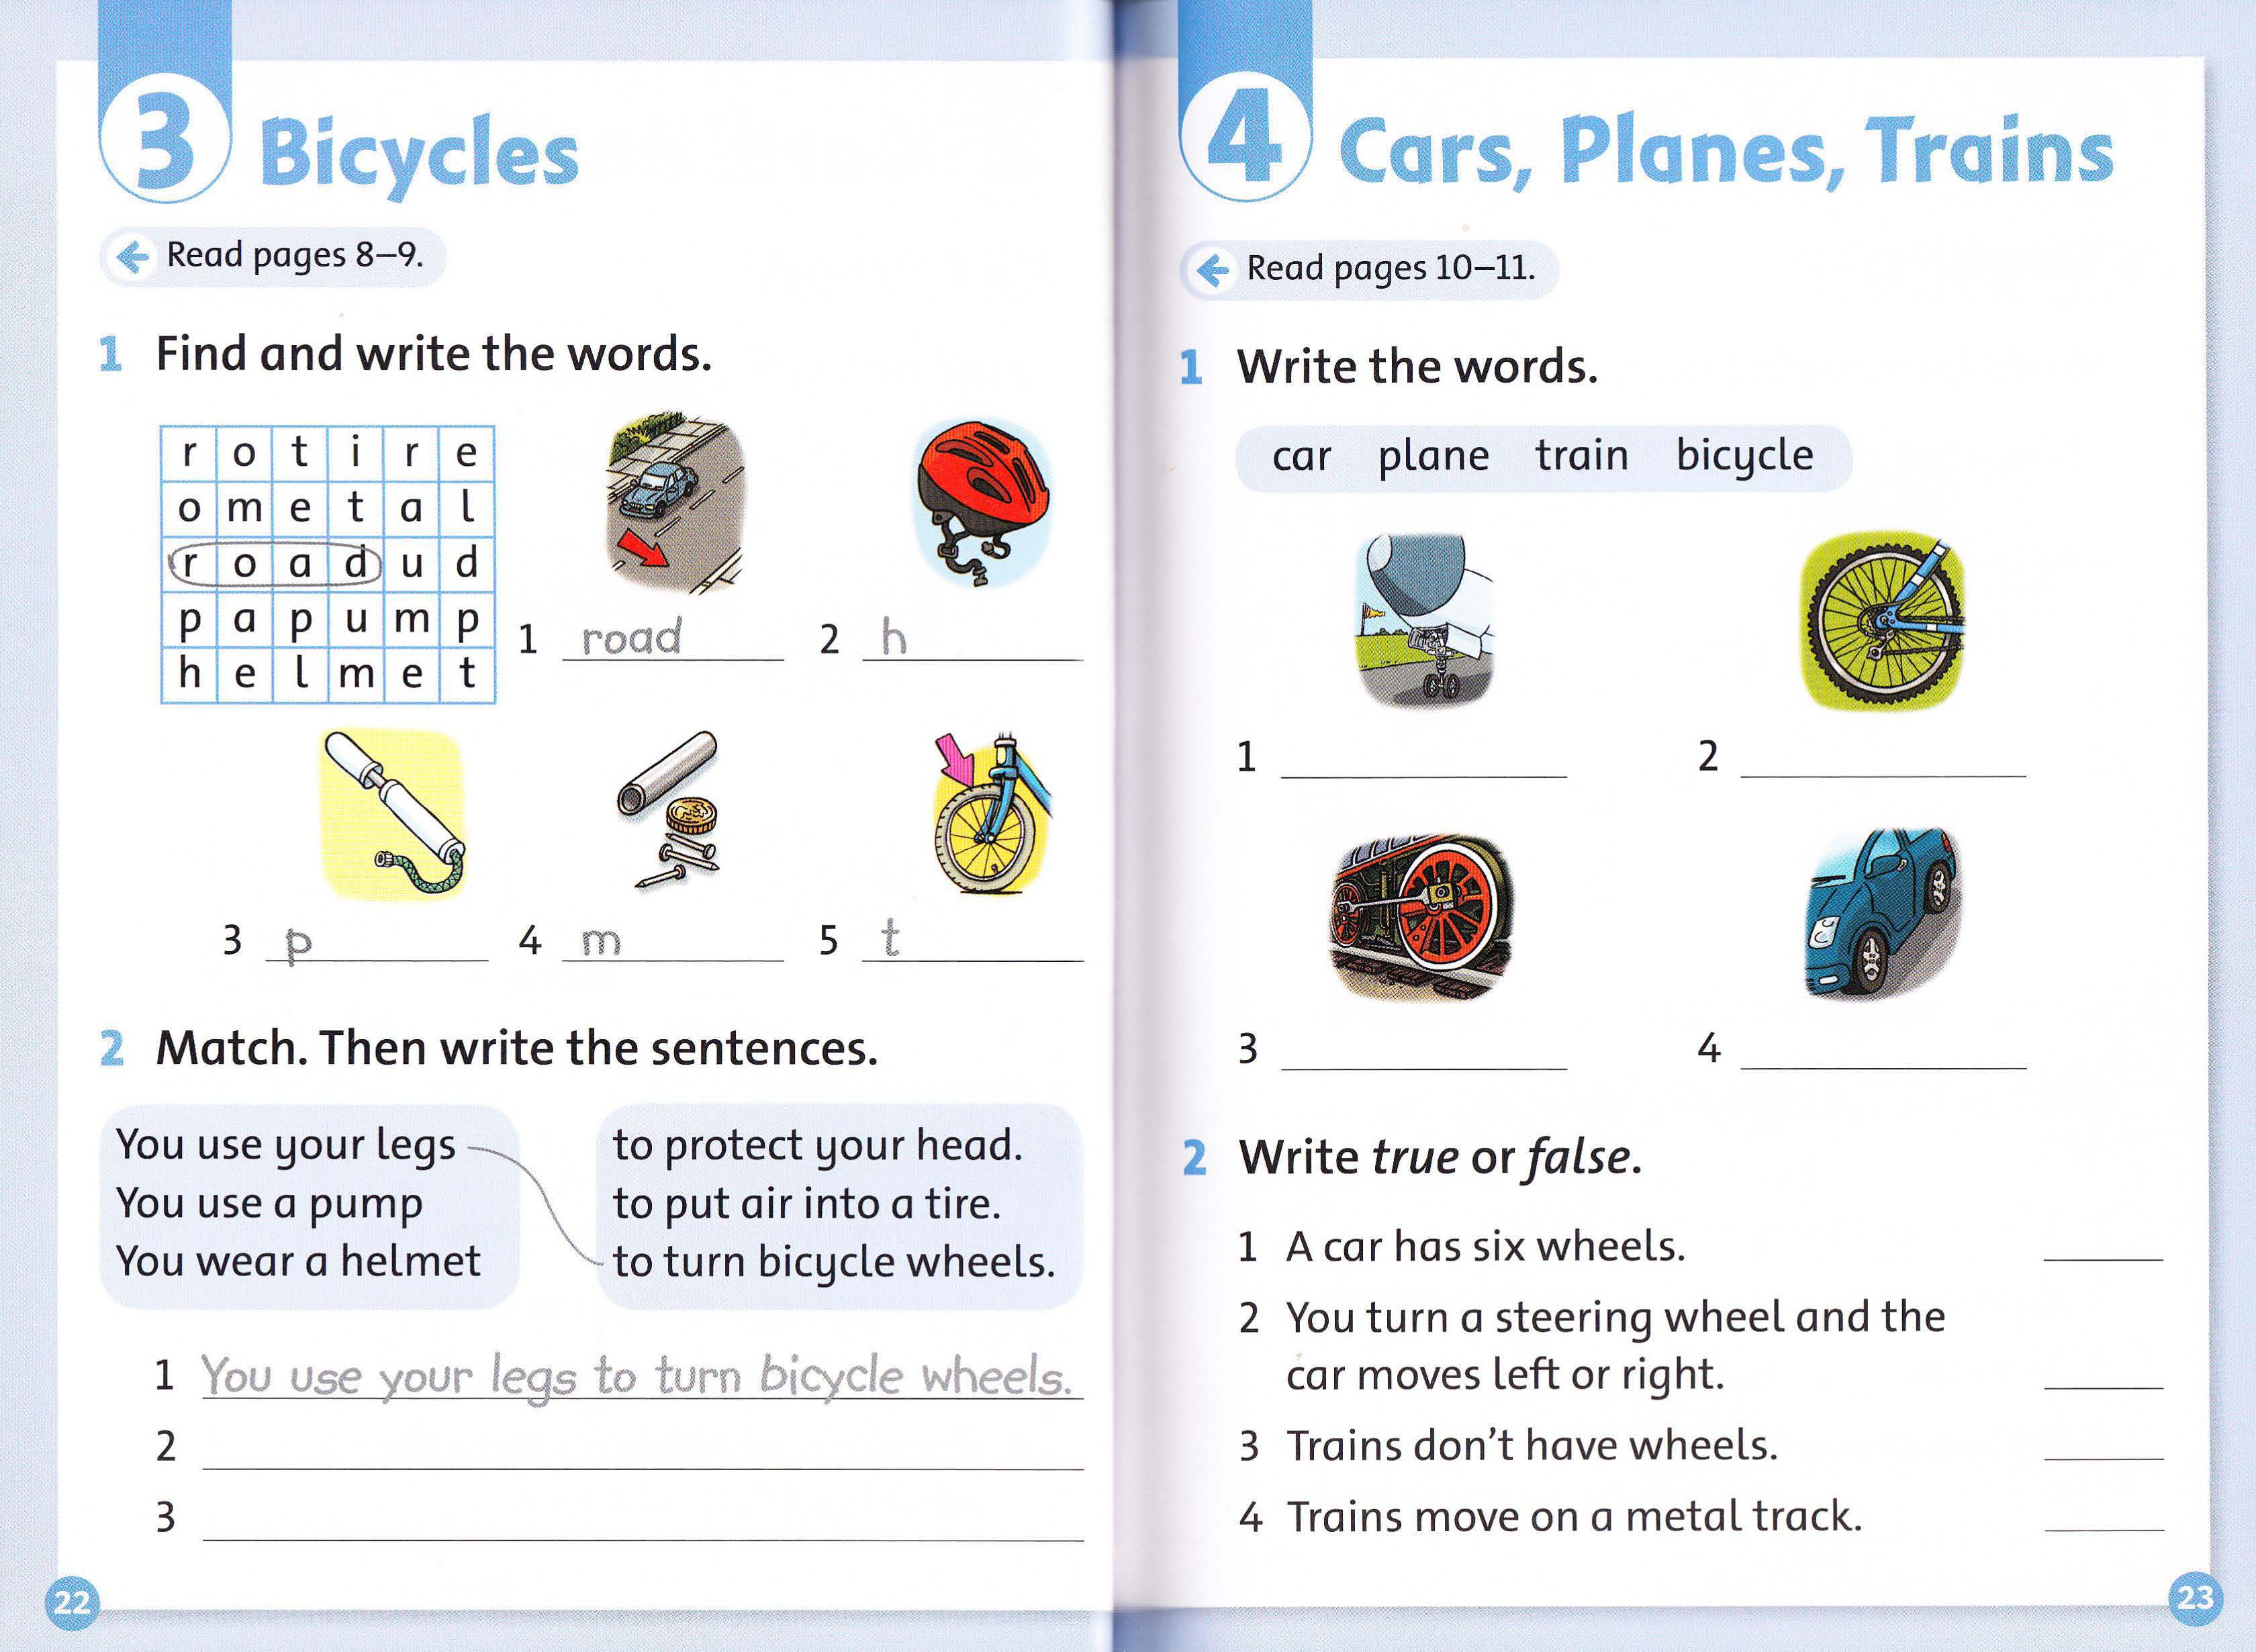 3 Bicycles
Read pages 8–9.
1 Find and write the words.
r o t i r e
o m e t a l
r o a d u d
p a p u m p
h e l m e t
1 road
2 h
3 p
4 m
5 t
2 Match. Then write the sentences.
You use your legs
You use a pump
You wear a helmet
to protect your head.
to put air into a tire.
to turn bicycle wheels.
1 You use your legs to turn bicycle wheels.
2
3
22
4 Cars, Planes, Trains
Read pages 10–11.
1 Write the words.
car plane train bicycle
1
2
3
4
2 Write true or false.
1 A car has six wheels.
2 You turn a steering wheel and the
car moves left or right.
3 Trains don't have wheels.
4 Trains move on a metal track.
23